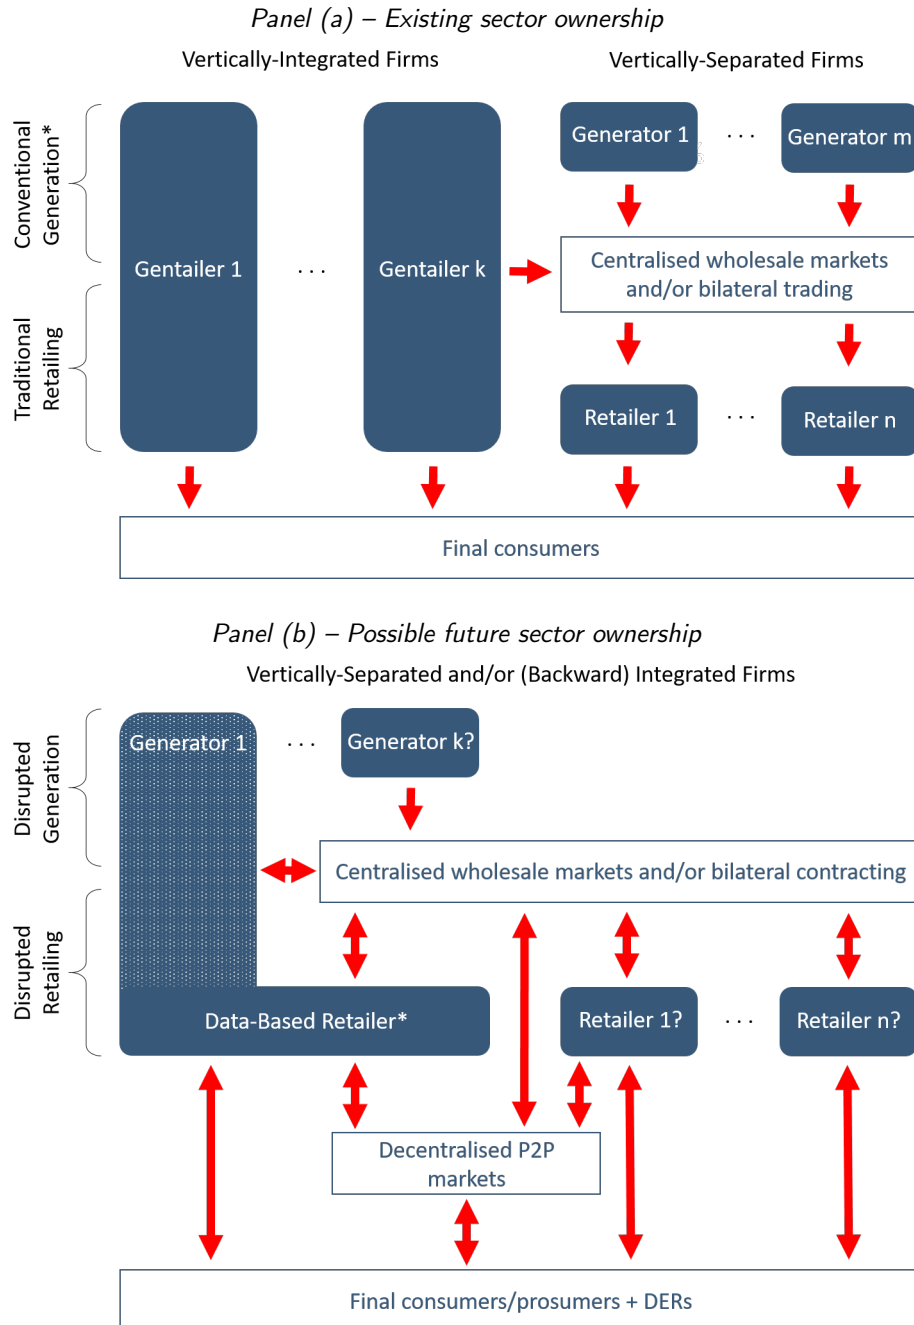 Panel (a) – Existing sector ownership
Vertically-Integrated Firms
Vertically-Separated Firms
Conventional
Generation*
Traditional
Retailing
Gentailer 1
. . .
Gentailer k
Generator 1
. . .
Generator m
Centralised wholesale markets
and/or bilateral trading
Retailer 1
. . .
Retailer n
Final consumers
Panel (b) – Possible future sector ownership
Vertically-Separated and/or (Backward) Integrated Firms
Disrupted
Generation
Disrupted
Retailing
Generator 1
. . .
Generator k?
Centralised wholesale markets and/or bilateral contracting
Data-Based Retailer*
Retailer 1?
. . .
Retailer n?
Decentralised P2P
markets
Final consumers/prosumers + DERs